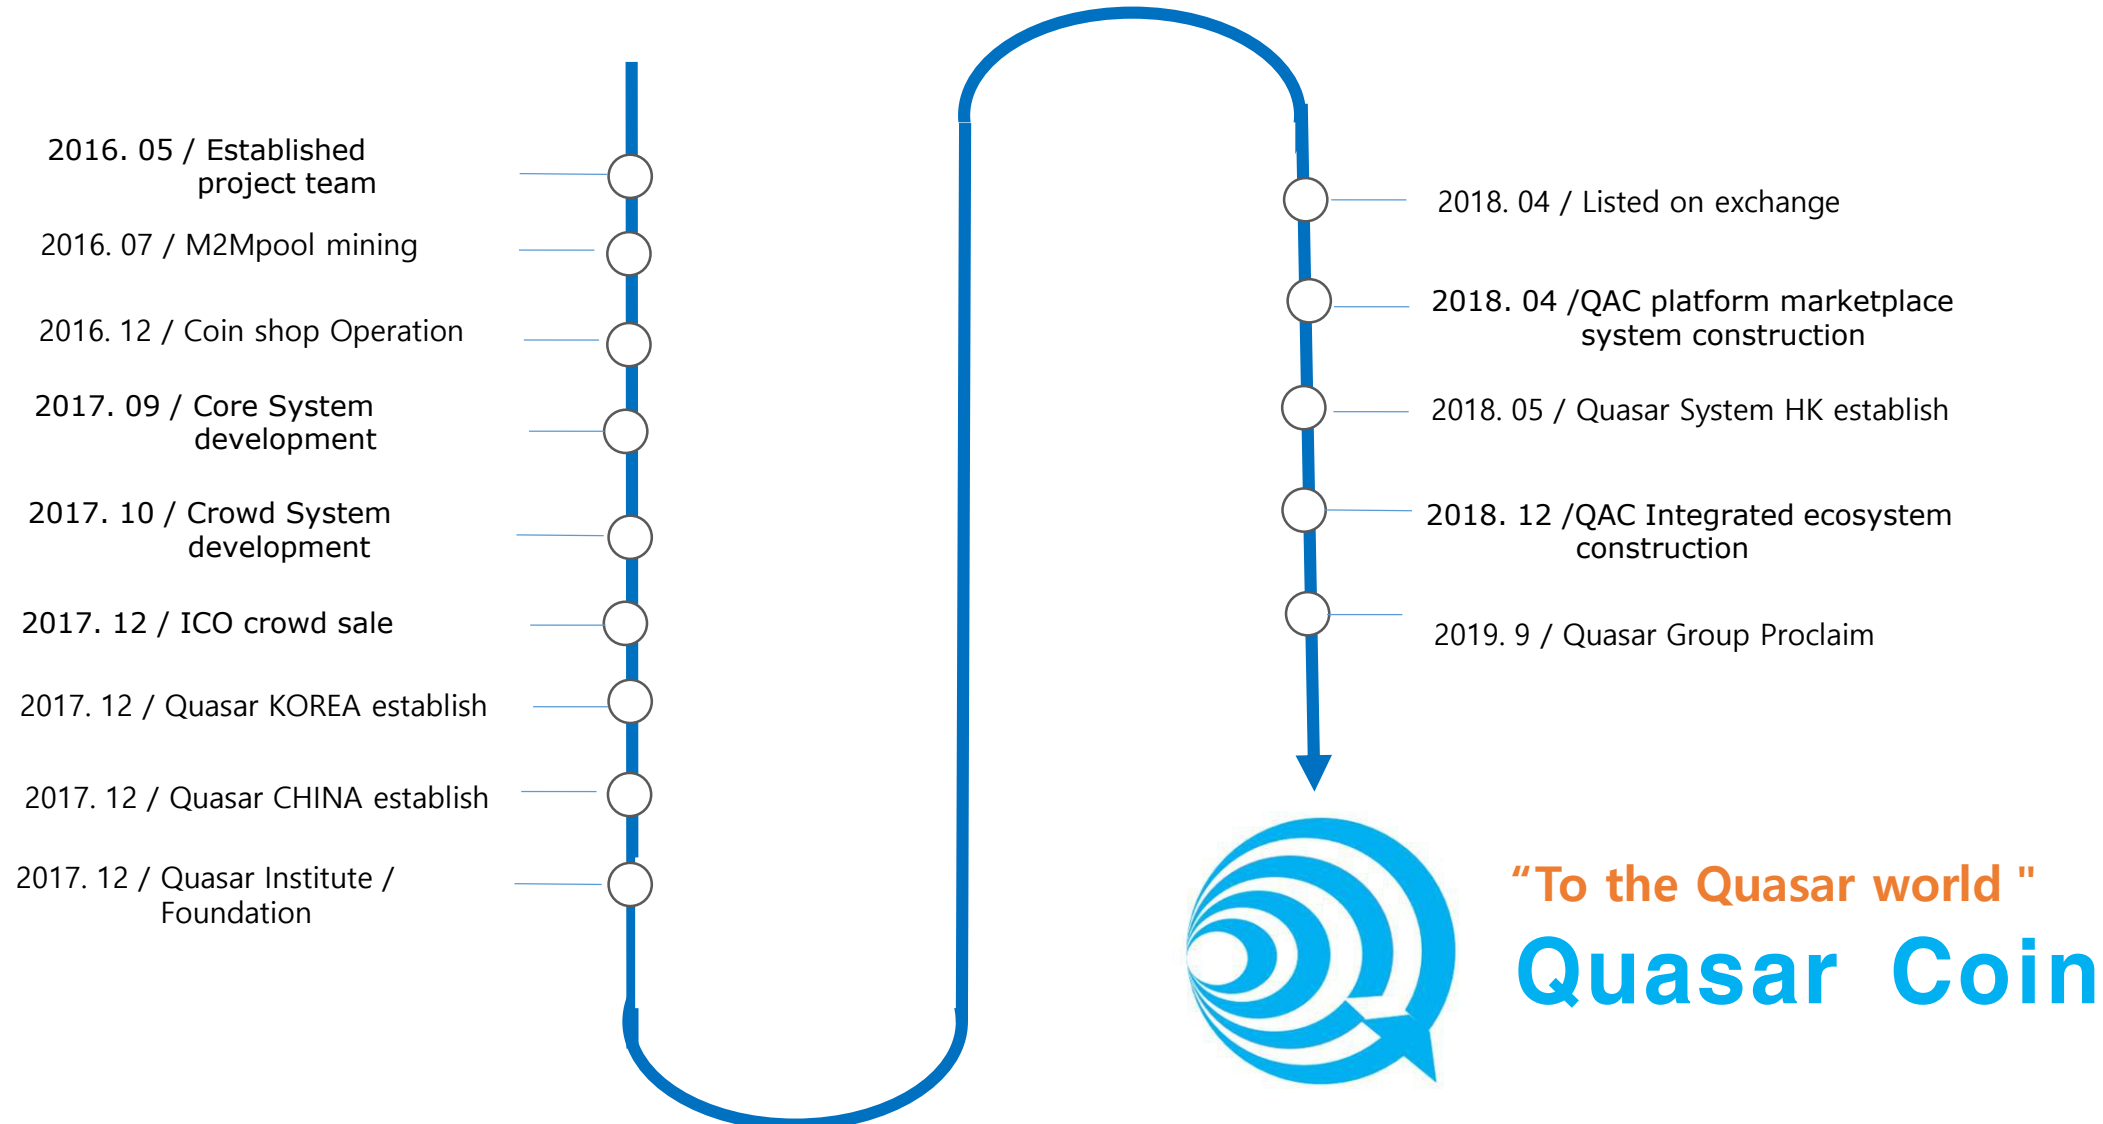 2016. 05 / Established
project team
2016. 07 / M2Mpool mining
2016. 12 / Coin shop Operation
2017. 09 / Core System
development
2017. 10 / Crowd System
development
2017. 12 / ICO crowd sale
2017. 12 / Quasar KOREA establish
2017. 12 / Quasar CHINA establish
2017. 12 / Quasar Institute /
Foundation
2018. 04 / Listed on exchange
2018. 04 /QAC platform marketplace
system construction
2018. 05 / Quasar System HK establish
2018. 12 /QAC Integrated ecosystem
construction
2019. 9 / Quasar Group Proclaim
“To the Quasar world "
Quasar Coin